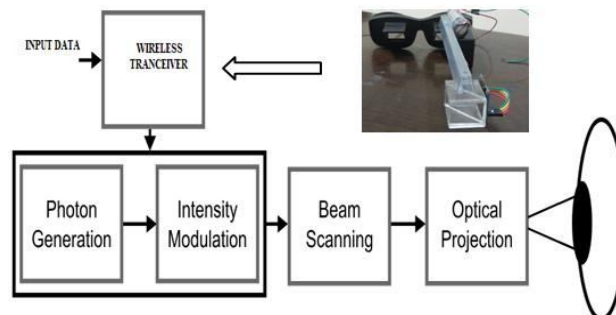 INPUT DATA
WIRELESS
TRANCEIVER
Photon
Generation
Intensity
Modulation
Beam
Scanning
Optical
Projection